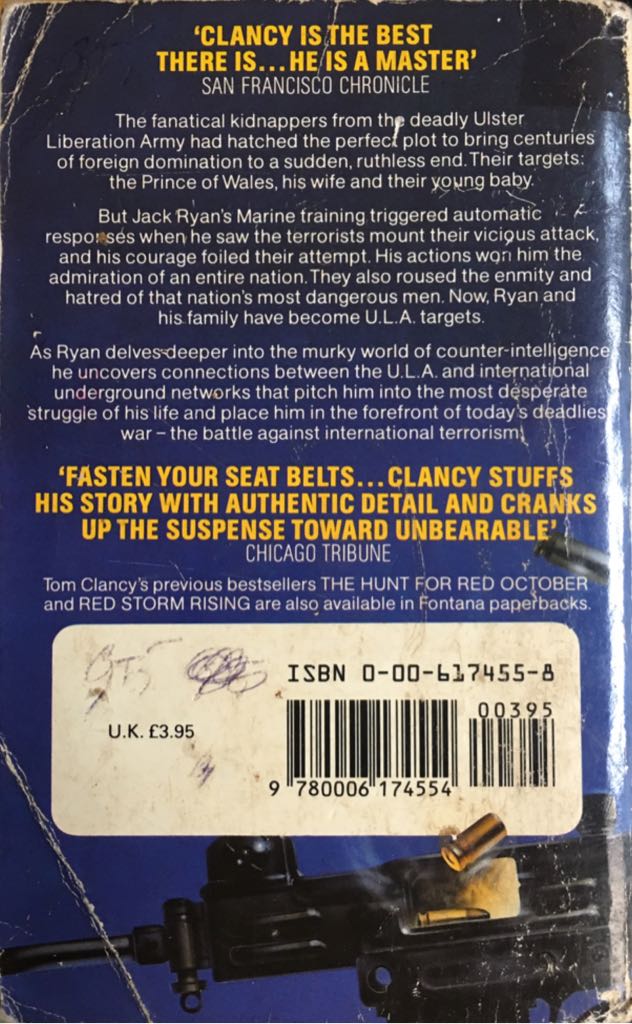 ‘CLANCY IS THE BEST
THERE IS...HE IS A MASTER’
SAN FRANCISCO CHRONICLE
The fanatical kidnappers from the deadly Ulster
Liberation Army had hatched the perfect plot to bring centuries
of foreign domination to a sudden, ruthless end. Their targets:
the Prince of Wales, his wife and their young baby.
But Jack Ryan's Marine training triggered automatic
responses when he saw the terrorists mount their vicious attack,
and his courage foiled their attempt. His actions won him the
admiration of an entire nation. They also roused the enmity and
hatred of that nation's most dangerous men. Now, Ryan and
his family have become U.L.A. targets.
As Ryan delves deeper into the murky world of counter-intelligence
he uncovers connections between the U.L.A. and international
underground networks that pitch him into the most desperate
struggle of his life and place him in the forefront of today's deadlies
war – the battle against international terrorism.
‘FASTEN YOUR SEAT BELTS...CLANCY STUFFS
HIS STORY WITH AUTHENTIC DETAIL AND CRANKS
UP THE SUSPENSE TOWARD UNBEARABLE’
CHICAGO TRIBUNE
Tom Clancy's previous bestsellers THE HUNT FOR RED OCTOBER
and RED STORM RISING are also available in Fontana paperbacks.
ISBN 0-00-617455-8
00395
U.K. £3.95
9 780006 174554